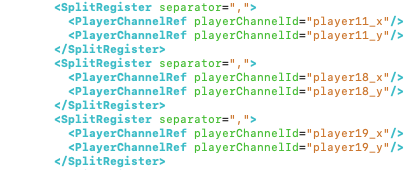 <SplitRegister separator=",">
<PlayerChannelRef playerChannelId="player11_x"/>
<PlayerChannelRef playerChannelId="player11_y"/>
</SplitRegister>
<SplitRegister separator=",">
<PlayerChannelRef playerChannelId="player18_x"/>
<PlayerChannelRef playerChannelId="player18_y"/>
</SplitRegister>
<SplitRegister separator=",">
<PlayerChannelRef playerChannelId="player19_x"/>
<PlayerChannelRef playerChannelId="player19_y"/>
</SplitRegister>